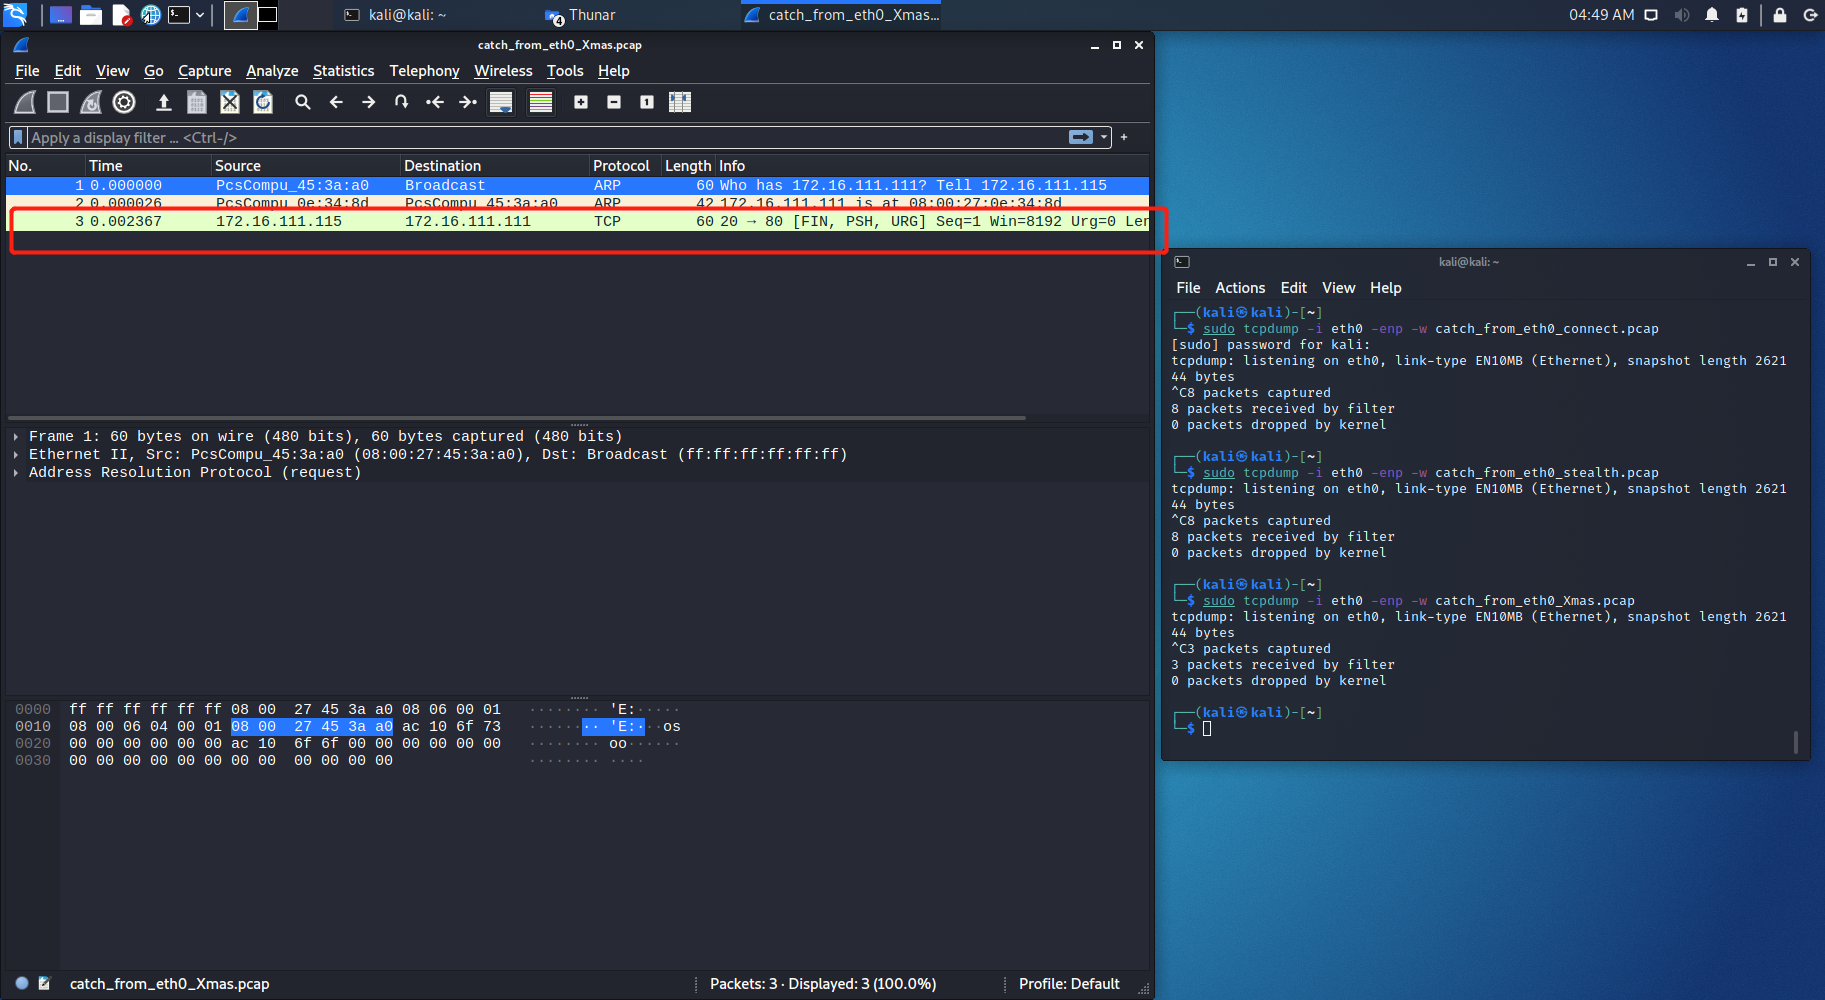 kali@kali: ~
4 Thunar
catch_from_eth0_Xmas...
04:49 AM
catch_from_eth0_Xmas.pcap
File Edit View Go Capture Analyze Statistics Telephony Wireless Tools Help
Apply a display filter ... <Ctrl-/>
No. Time Source Destination Protocol Length Info
1 0.000000 PcsCompu_45:3a:a0 Broadcast ARP 60 Who has 172.16.111.111? Tell 172.16.111.115
2 0.000026 PcsCompu_0e:34:8d PcsCompu_45:3a:a0 ARP 42 172.16.111.111 is at 08:00:27:0e:34:8d
3 0.002367 172.16.111.115 172.16.111.111 TCP 60 20 → 80 [FIN, PSH, URG] Seq=1 Win=8192 Urg=0 Ler
Frame 1: 60 bytes on wire (480 bits), 60 bytes captured (480 bits)
Ethernet II, Src: PcsCompu_45:3a:a0 (08:00:27:45:3a:a0), Dst: Broadcast (ff:ff:ff:ff:ff:ff)
Address Resolution Protocol (request)
0000 ff ff ff ff ff ff 08 00 27 45 3a a0 08 06 00 01 ········ 'E:·····
0010 08 00 06 04 00 01 08 00 27 45 3a a0 ac 10 6f 73 ········ 'E:···os
0020 00 00 00 00 00 00 ac 10 6f 6f 00 00 00 00 00 00 ········ oo······
0030 00 00 00 00 00 00 00 00 00 00 00 00 ········ ····
catch_from_eth0_Xmas.pcap
Packets: 3 · Displayed: 3 (100.0%)
Profile: Default
kali@kali: ~
File Actions Edit View Help
┌──(kali㉿kali)-[~]
└─$ sudo tcpdump -i eth0 -enp -w catch_from_eth0_connect.pcap
[sudo] password for kali:
tcpdump: listening on eth0, link-type EN10MB (Ethernet), snapshot length 2621
44 bytes
^C8 packets captured
8 packets received by filter
0 packets dropped by kernel
┌──(kali㉿kali)-[~]
└─$ sudo tcpdump -i eth0 -enp -w catch_from_eth0_stealth.pcap
tcpdump: listening on eth0, link-type EN10MB (Ethernet), snapshot length 2621
44 bytes
^C8 packets captured
8 packets received by filter
0 packets dropped by kernel
┌──(kali㉿kali)-[~]
└─$ sudo tcpdump -i eth0 -enp -w catch_from_eth0_Xmas.pcap
tcpdump: listening on eth0, link-type EN10MB (Ethernet), snapshot length 2621
44 bytes
^C3 packets captured
3 packets received by filter
0 packets dropped by kernel
┌──(kali㉿kali)-[~]
└─$